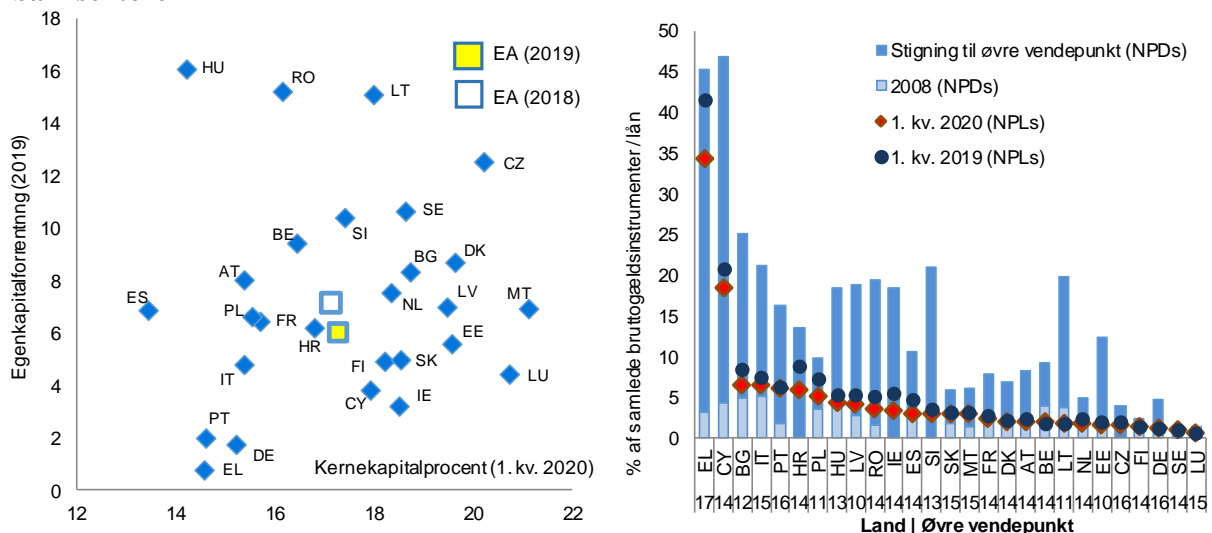 18
16
14
12
10
8
6
4
2
0
Egenkapitalforrentnng (2019)
EA (2019)
EA (2018)
HU
RO
LT
CZ
SE
SI
BE
DK
BG
AT
NL
LV
MT
ES
PL
FR
HR
EE
FI
SK
IT
LU
CY
IE
PT
DE
EL
Kernekapitalprocent (1. kv. 2020)
12 14 16 18 20 22
50
45
40
35
30
25
20
15
10
5
0
% af samlede bruttogældsinstrumenter / lån
Stigning til øvre vendepunkt (NPDs)
2008 (NPDs)
1. kv. 2020 (NPLs)
1. kv. 2019 (NPLs)
EL CY BG IT PT HR PL HU LV RO IE ES SI SK MT FR DK AT BE LT NL EE CZ FI DE SE LU
17 14 12 15 16 14 11 13 10 14 14 14 13 15 15 14 14 14 13 11 14 10 16 14 16 14 15
Land | Øvre vendepunkt